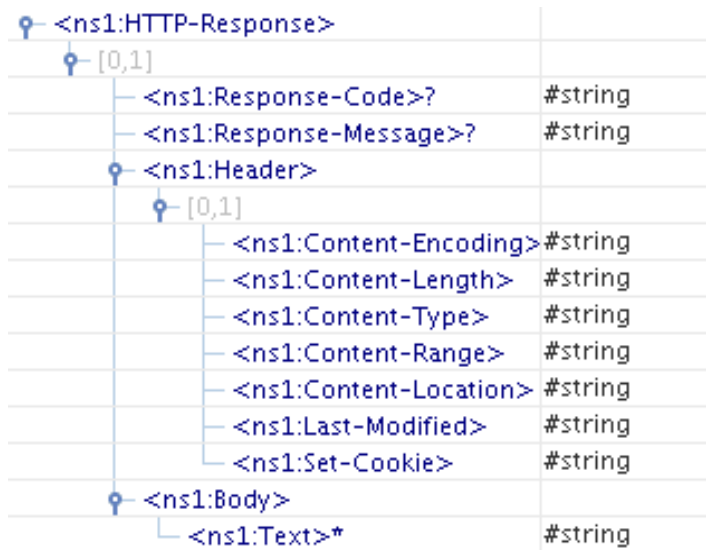 <ns1:HTTP-Response>
[0,1]
<ns1:Response-Code>? #string
<ns1:Response-Message>? #string
<ns1:Header>
[0,1]
<ns1:Content-Encoding> #string
<ns1:Content-Length> #string
<ns1:Content-Type> #string
<ns1:Content-Range> #string
<ns1:Content-Location> #string
<ns1:Last-Modified> #string
<ns1:Set-Cookie> #string
<ns1:Body>
<ns1:Text>* #string